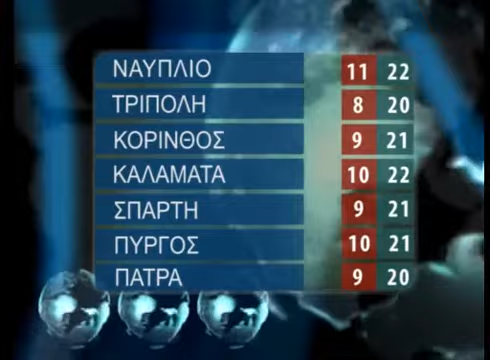 ΝΑΥΠΛΙΟ 11 22
ΤΡΙΠΟΛΗ 8 20
ΚΟΡΙΝΘΟΣ 9 21
ΚΑΛΑΜΑΤΑ 10 22
ΣΠΑΡΤΗ 9 21
ΠΥΡΓΟΣ 10 21
ΠΑΤΡΑ 9 20